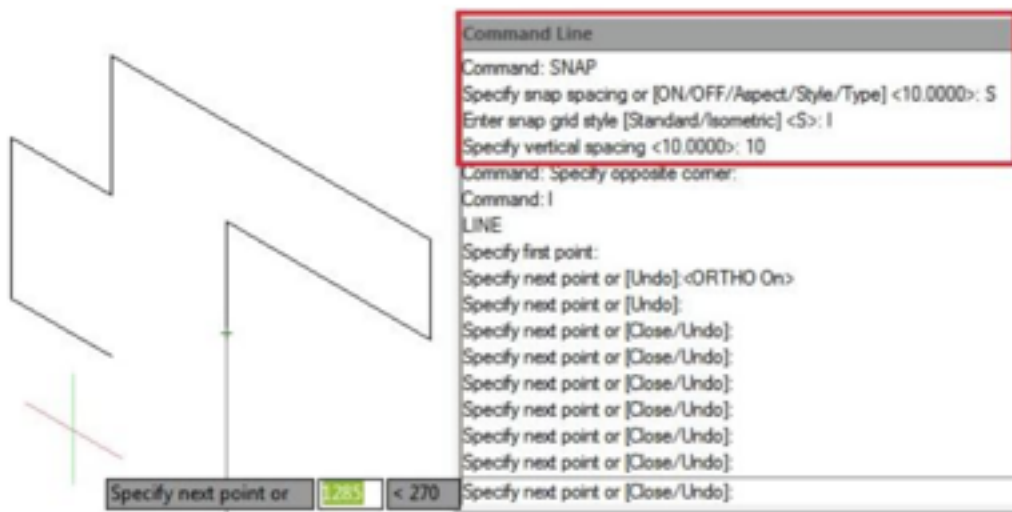 Command Line
Command: SNAP
Specify snap spacing or [ON/OFF/Aspect/Style/Type] <10.0000>: S
Enter snap grid style [Standard/Isometric] <S>: I
Specify vertical spacing <10.0000>: 10
Command: Specify opposite corner:
Command: l
LINE
Specify first point:
Specify next point or [Undo]:<ORTHO On>
Specify next point or [Undo]:
Specify next point or [Close/Undo]:
Specify next point or [Close/Undo]:
Specify next point or [Close/Undo]:
Specify next point or [Close/Undo]:
Specify next point or [Close/Undo]:
Specify next point or [Close/Undo]:
Specify next point or [Close/Undo]:
Specify next point or 1285 < 270